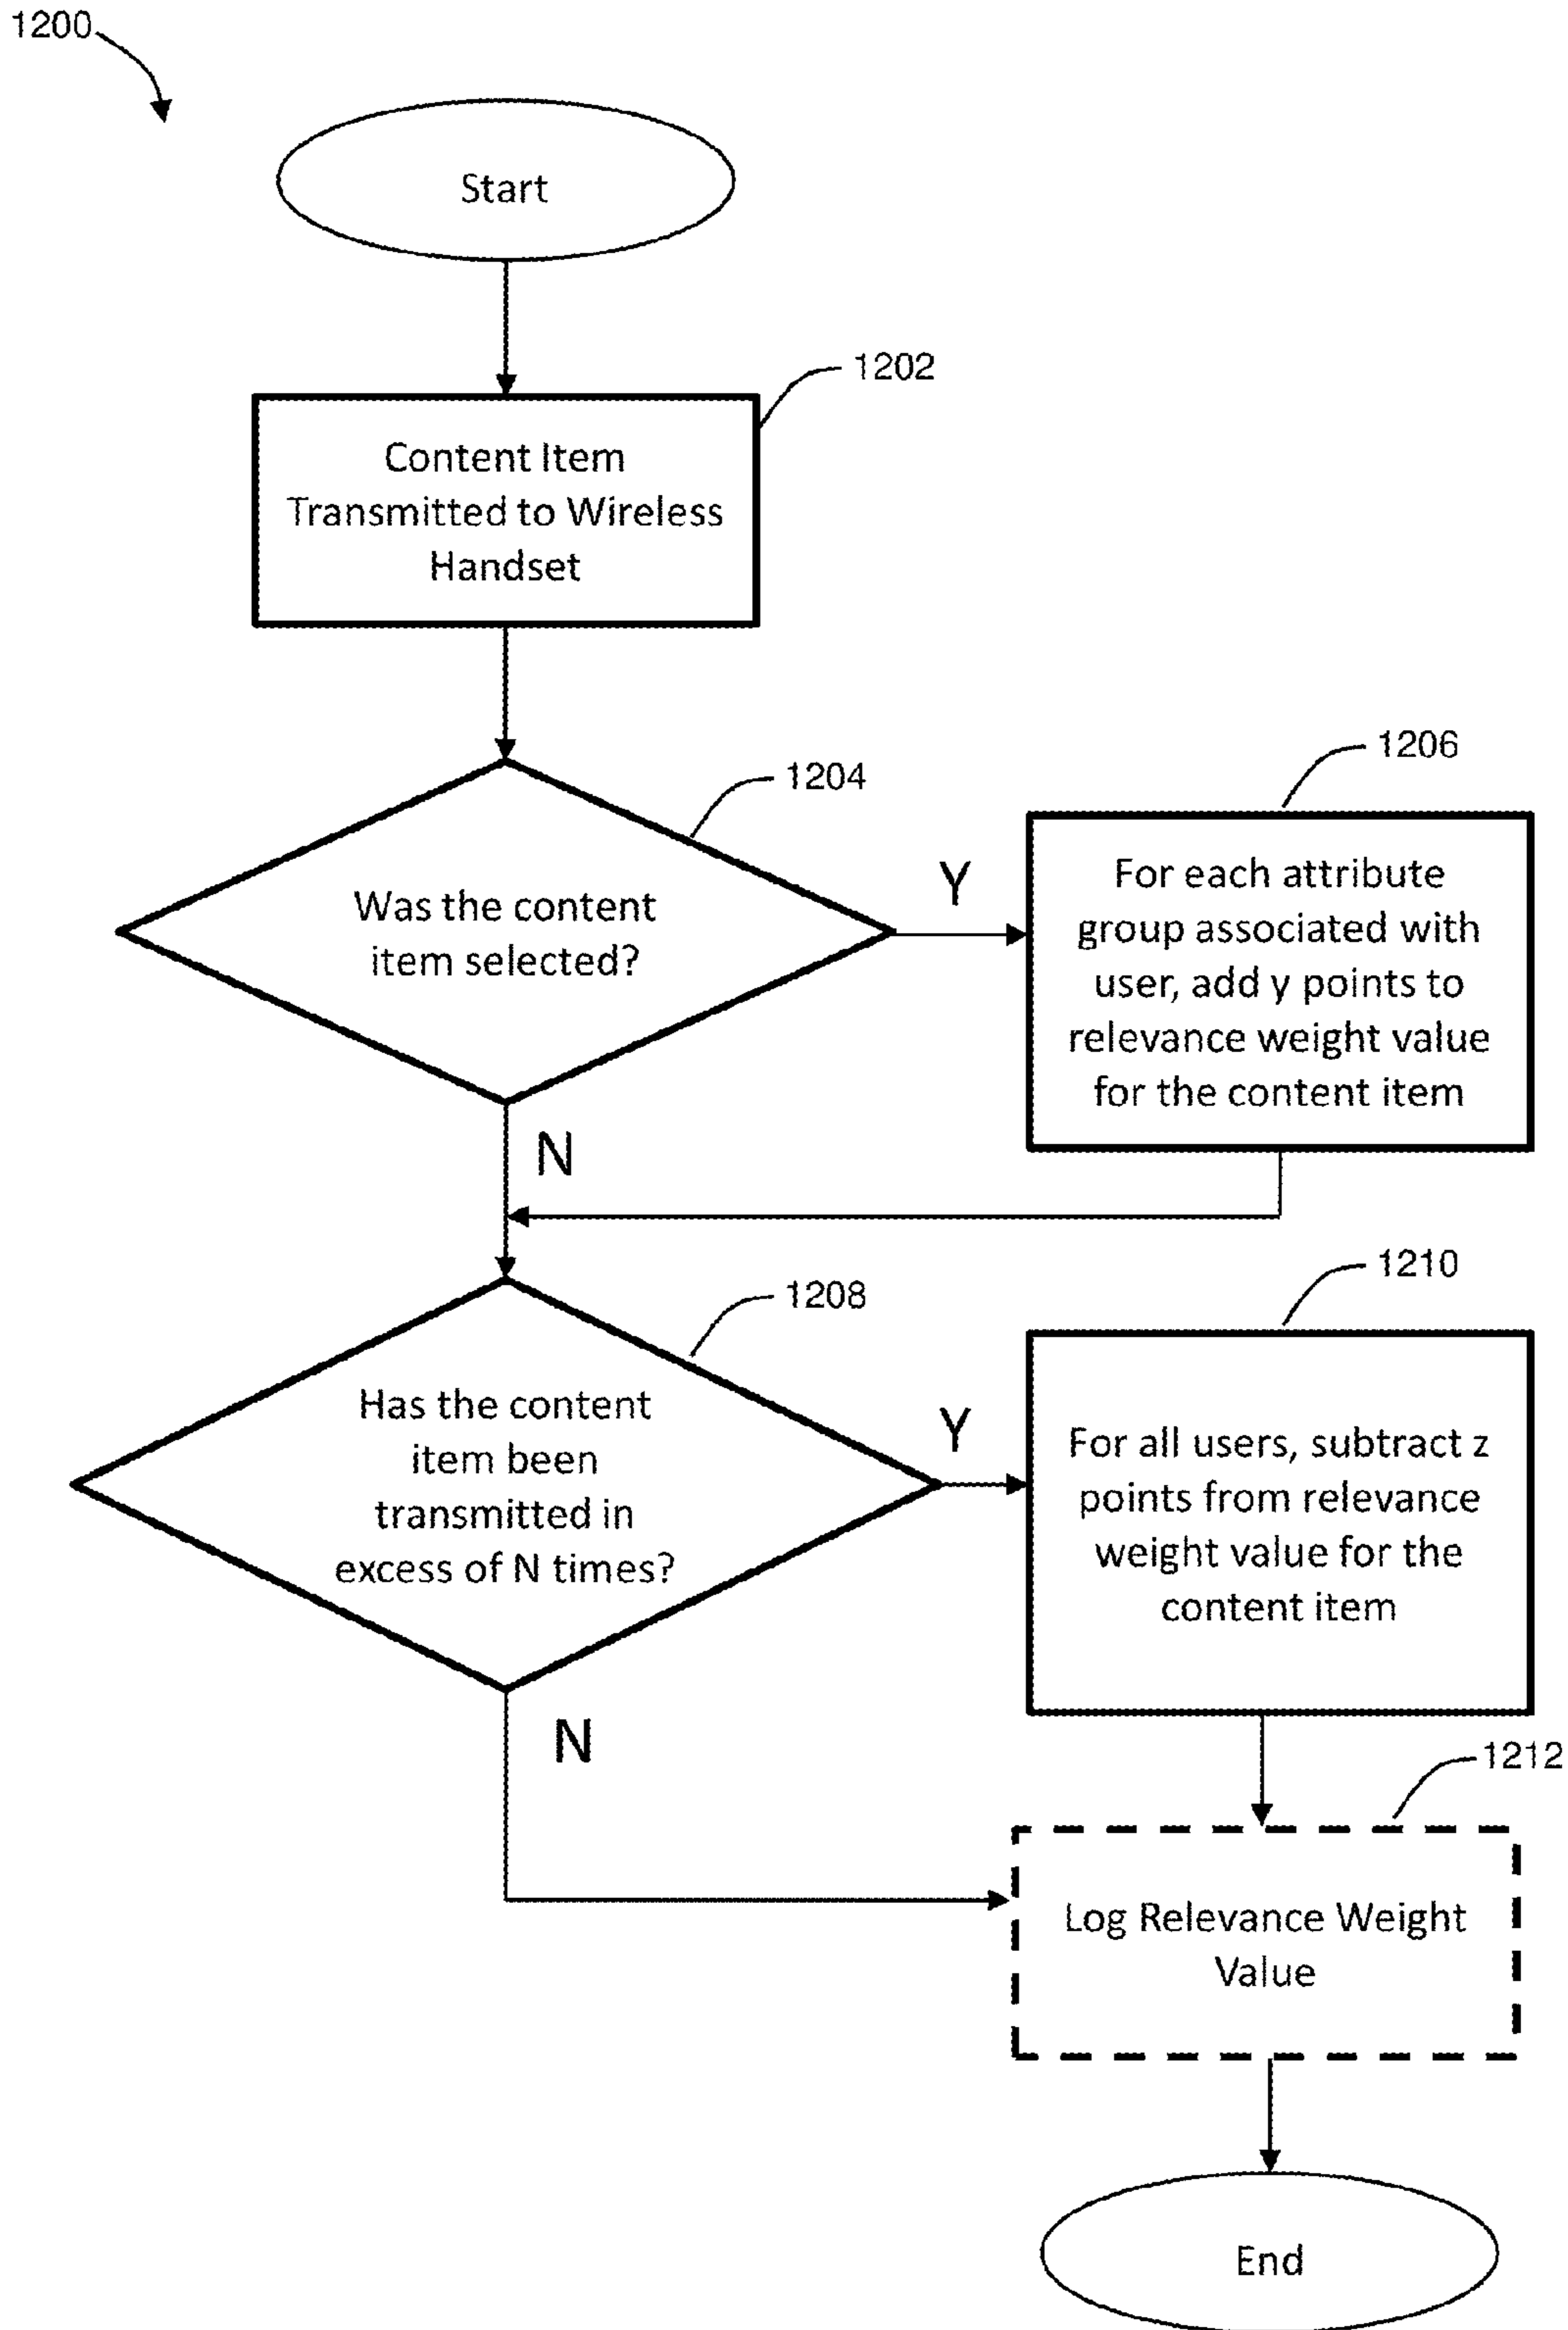 1200
Start
1202
Content Item
Transmitted to Wireless
Handset
1204
Was the content
item selected?
Y
1206
For each attribute
group associated with
user, add y points to
relevance weight value
for the content item
N
1208
Has the content
item been
transmitted in
excess of N times?
Y
1210
For all users, subtract z
points from relevance
weight value for the
content item
N
1212
Log Relevance Weight
Value
End